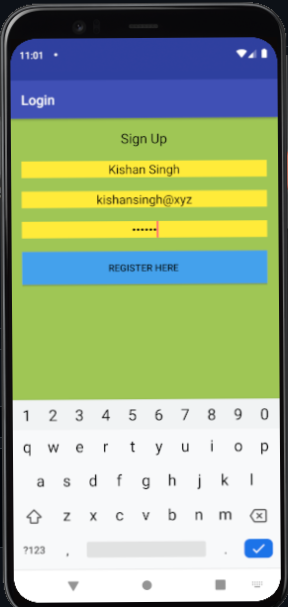 11:01
Login
Sign Up
Kishan Singh
kishansingh@xyz
••••••
REGISTER HERE
1 2 3 4 5 6 7 8 9 0
q w e r t y u i o p
a s d f g h j k l
z x c v b n m
?123 , .